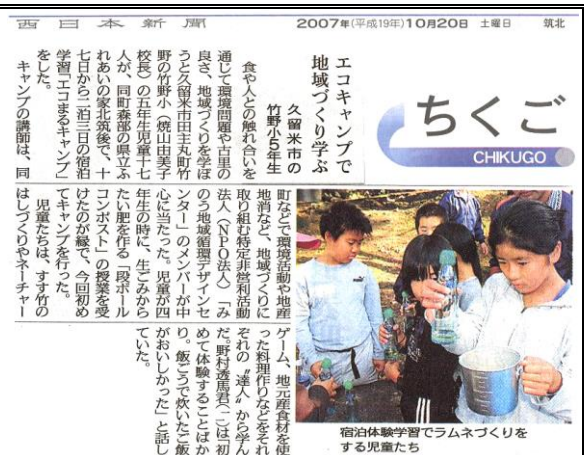 西日本新聞
2007年(平成19年)10月20日 土曜日 筑北
ちくご
CHIKUGO
エコキャンプで
地域づくり学ぶ
久留米市の
竹野小5年生
食や人との触れ合いを
通じて環境問題や古里の
良さ、地域づくりを学ぼ
うと久留米市田主丸町竹
野の竹野小(焼山由美子
校長)の五年生児童十七
人が、同町森部の県立ふ
れあいの家北筑後で、十
七日から二泊三日の宿泊
学習「エコまるキャンプ」
をした。
キャンプの講師は、同
町などで環境活動や地産
地消など、地域づくりに
取り組む特定非営利活動
法人(NPO法人)「み
のう地域循環デザインセ
ンター」のメンバーが中
心に当たった。児童が四
年生の時に、生ごみから
たい肥を作る「段ボール
コンポスト」の授業を受
けたのが縁で、今回初め
てキャンプを行った。
児童たちは、すす竹の
はしづくりやネーチャー
ゲーム、地元産食材を使
った料理作りなどをそれ
ぞれの〝達人〟から学ん
だ。野村透馬君(一〇)は「初
めて体験することばか
り。飯ごうで炊いたご飯
がおいしかった」と話し
ていた。
宿泊体験学習でラムネづくりを
する児童たち